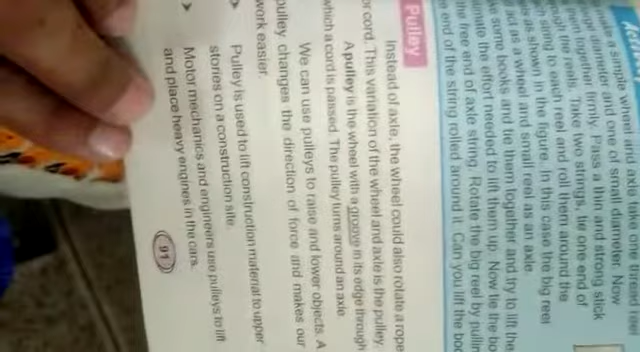 Activ
a simple wheel and axle take one reel
diameter and one of small diameter. Now
together firmly. Pass a thin and strong stick
the reels. Take two strings, tie one end of
string to each reel and roll them around the
as shown in the figure. In this case the big reel
act as a wheel and small reel as an axle.
some books and tie them together and try to lift the
the effort needed to lift them up. Now tie the bo
free end of axle string. Rotate the big reel by pullin
end of the string rolled around it. Can you lift the boo
Pulley
Instead of axle, the wheel could also rotate a rope
or cord. This variation of the wheel and axle is the pulley.
A pulley is the wheel with a groove in its edge through
which a cord is passed. The pulley turns around an axle.
We can use pulleys to raise and lower objects. A
pulley changes the direction of force and makes our
work easier.
Pulley is used to lift construction material to upper
stories on a construction site.
Motor mechanics and engineers use pulleys to lift
and place heavy engines in the cars.
91